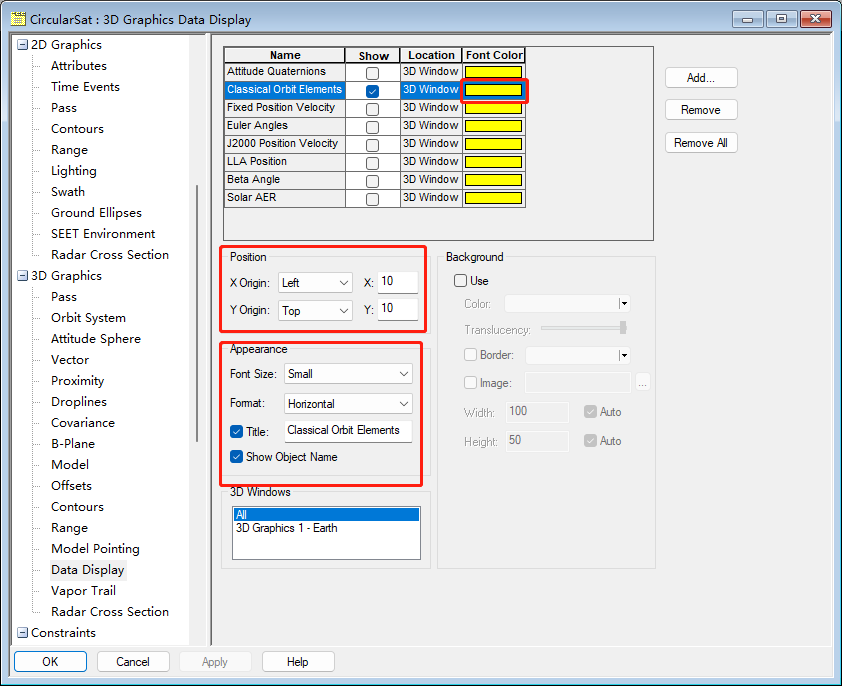 CircularSat : 3D Graphics Data Display
2D Graphics
Attributes
Time Events
Pass
Contours
Range
Lighting
Swath
Ground Ellipses
SEET Environment
Radar Cross Section
3D Graphics
Pass
Orbit System
Attitude Sphere
Vector
Proximity
Droplines
Covariance
B-Plane
Model
Offsets
Contours
Range
Model Pointing
Data Display
Vapor Trail
Radar Cross Section
Constraints
Name Show Location Font Color
Attitude Quaternions 3D Window
Classical Orbit Elements 3D Window
Fixed Position Velocity 3D Window
Euler Angles 3D Window
J2000 Position Velocity 3D Window
LLA Position 3D Window
Beta Angle 3D Window
Solar AER 3D Window
Add...
Remove
Remove All
Position
X Origin: Left X: 10
Y Origin: Top Y: 10
Appearance
Font Size: Small
Format: Horizontal
Title: Classical Orbit Elements
Show Object Name
3D Windows
All
3D Graphics 1 - Earth
Background
Use
Color:
Translucency:
Border:
Image: ...
Width: 100 Auto
Height: 50 Auto
OK Cancel Apply Help